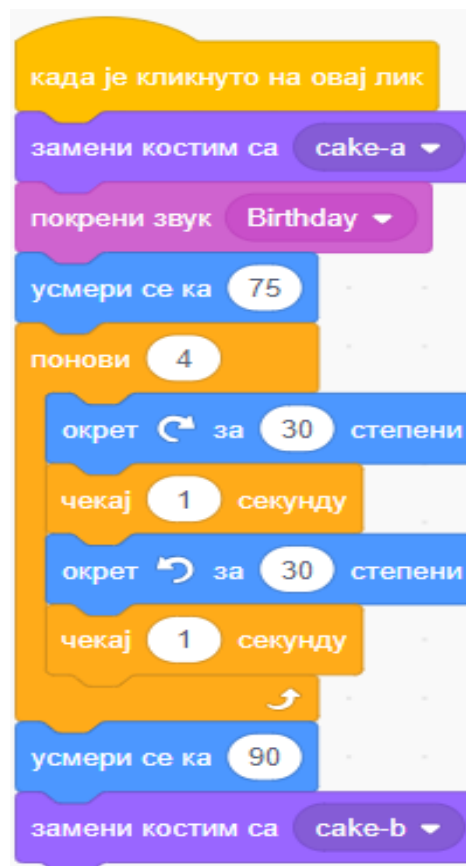 када је кликнуто на овај лик
замени костим са cake-a
покрени звук Birthday
усмери се ка 75
понови 4
окрет за 30 степени
чекај 1 секунду
окрет за 30 степени
чекај 1 секунду
усмери се ка 90
замени костим са cake-b